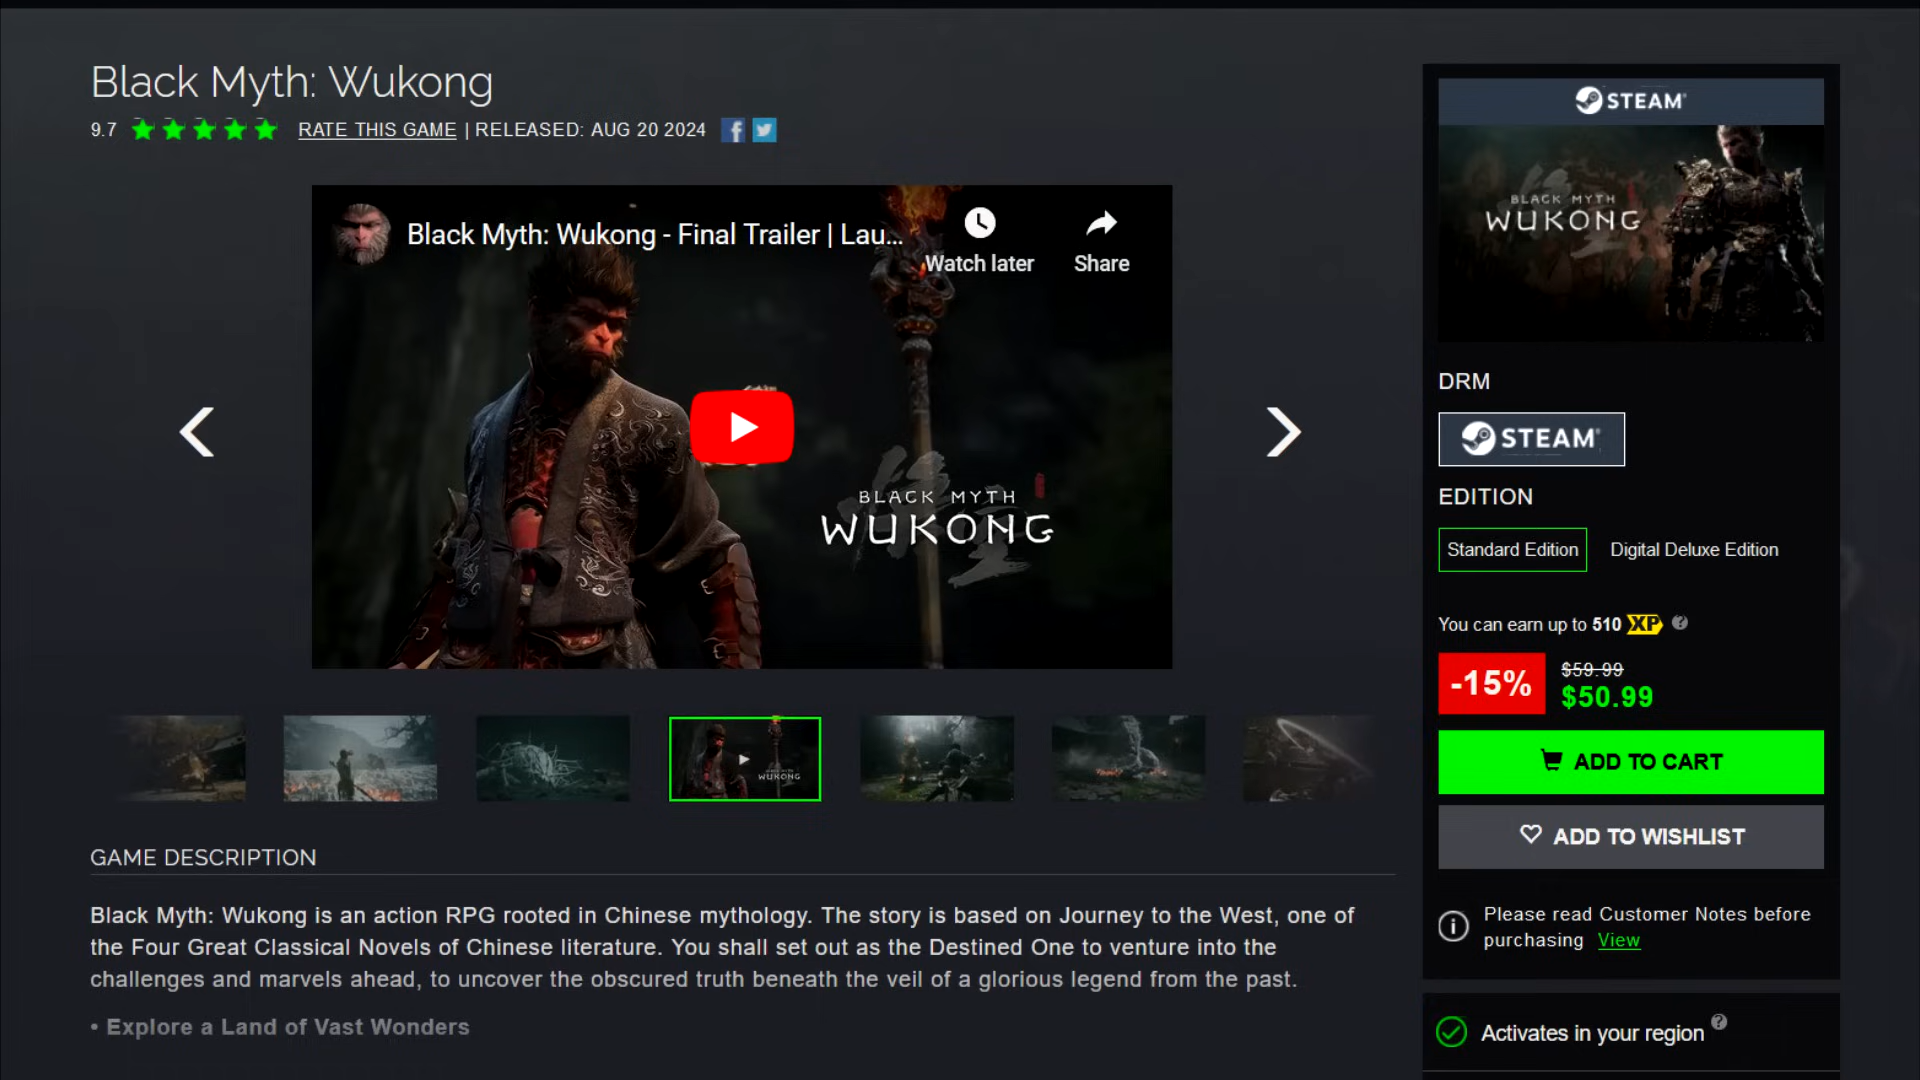 Black Myth: Wukong
9.7 RATE THIS GAME | RELEASED: AUG 20 2024
Black Myth: Wukong - Final Trailer | Lau...
Watch later
Share
BLACK MYTH
WUKONG
WUKONG
GAME DESCRIPTION
Black Myth: Wukong is an action RPG rooted in Chinese mythology. The story is based on Journey to the West, one of
the Four Great Classical Novels of Chinese literature. You shall set out as the Destined One to venture into the
challenges and marvels ahead, to uncover the obscured truth beneath the veil of a glorious legend from the past.
• Explore a Land of Vast Wonders
STEAM
BLACK MYTH
WUKONG
DRM
STEAM
EDITION
Standard Edition Digital Deluxe Edition
You can earn up to 510 XP ?
-15% $59.99
$50.99
ADD TO CART
ADD TO WISHLIST
Please read Customer Notes before
purchasing View
Activates in your region ?